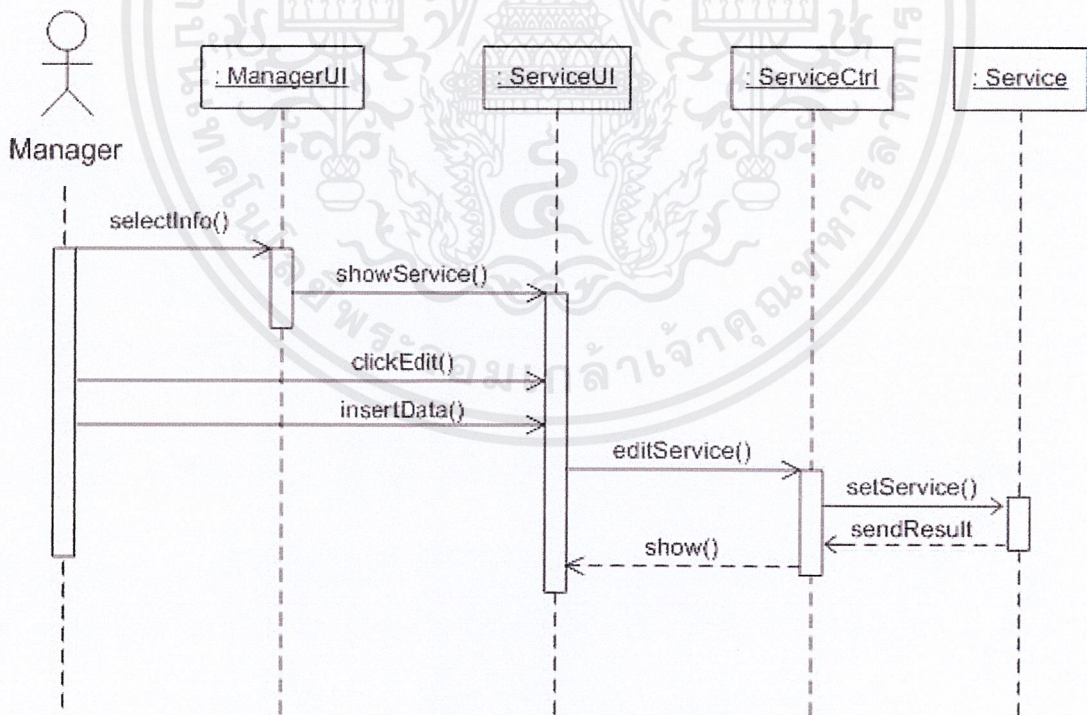 : ManagerUI
: ServiceUI
: ServiceCtrl
: Service
Manager
selectInfo()
showService()
clickEdit()
insertData()
editService()
setService()
sendResult
show()